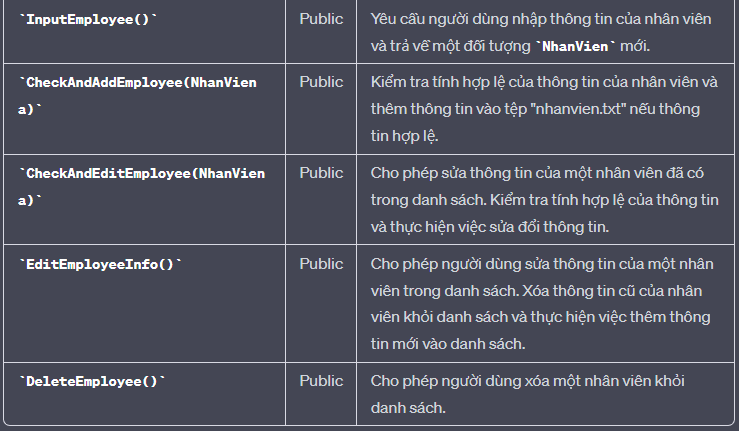 `InputEmployee()` Public Yêu cầu người dùng nhập thông tin của nhân viên
và trả về một đối tượng `NhanVien` mới.
`CheckAndAddEmployee(NhanVien Public Kiểm tra tính hợp lệ của thông tin của nhân viên và
a)` thêm thông tin vào tệp "nhanvien.txt" nếu thông
tin hợp lệ.
`CheckAndEditEmployee(NhanVien Public Cho phép sửa thông tin của một nhân viên đã có
a)` trong danh sách. Kiểm tra tính hợp lệ của thông tin
và thực hiện việc sửa đổi thông tin.
`EditEmployeeInfo()` Public Cho phép người dùng sửa thông tin của một nhân
viên trong danh sách. Xóa thông tin cũ của nhân
viên khỏi danh sách và thực hiện việc thêm thông
tin mới vào danh sách.
`DeleteEmployee()` Public Cho phép người dùng xóa một nhân viên khỏi
danh sách.